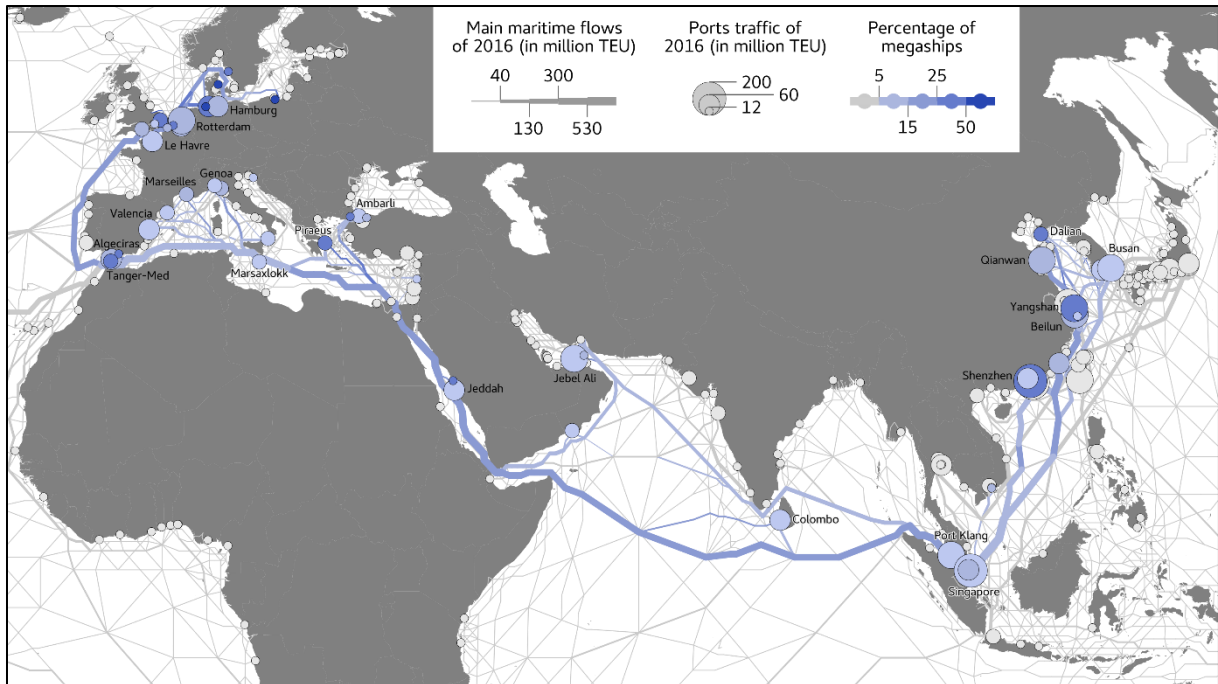 Main maritime flows
of 2016 (in million TEU)
40
300
130
530
Ports traffic of
2016 (in million TEU)
200
60
12
Percentage of
megaships
5
25
15
50
Hamburg
Rotterdam
Le Havre
Genoa
Marseilles
Valencia
Ambarli
Piraeus
Algeciras
Tanger-Med
Marsaxlokk
Jeddah
Jebel Ali
Colombo
Port Klang
Singapore
Dalian
Busan
Qianwan
Yangshan
Beilun
Shenzhen